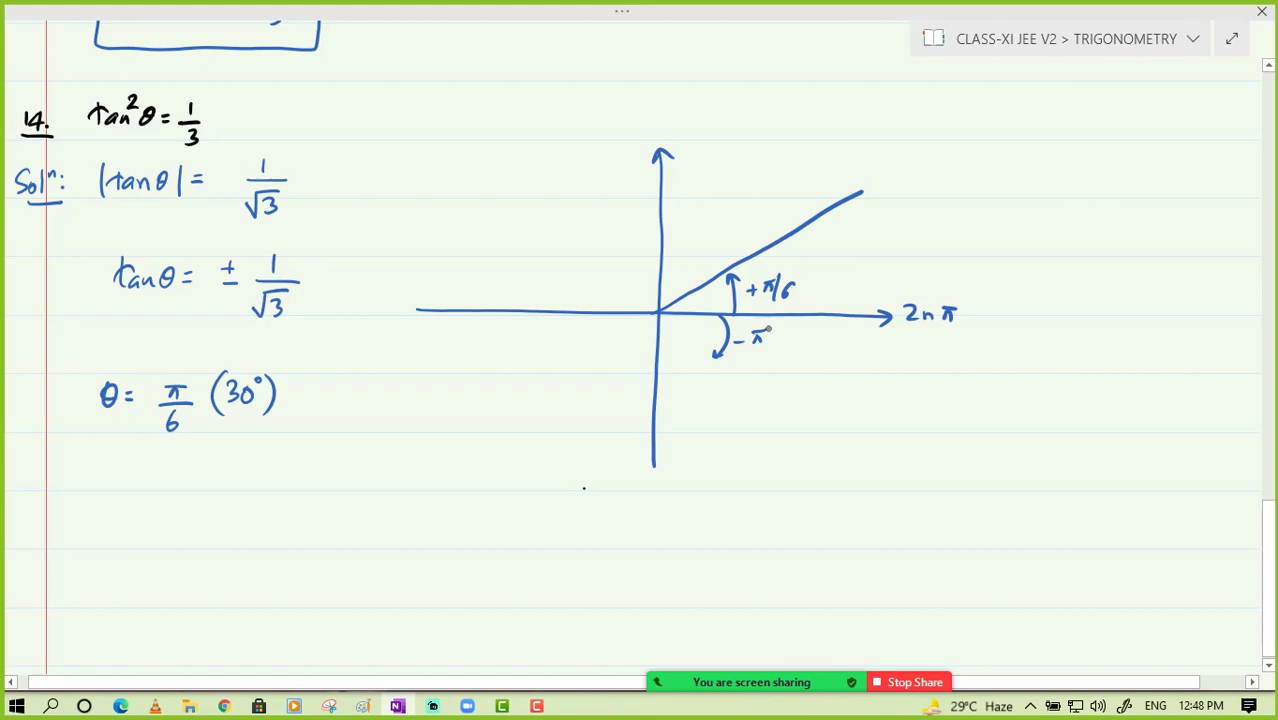 CLASS-XI JEE V2 > TRIGONOMETRY
14. tan²θ = 1/3
Solⁿ: |tanθ| = 1/√3
tanθ = ± 1/√3
θ = π/6 (30°)
+π/6
2nπ
-π
You are screen sharing
Stop Share
29°C Haze
ENG
12:48 PM